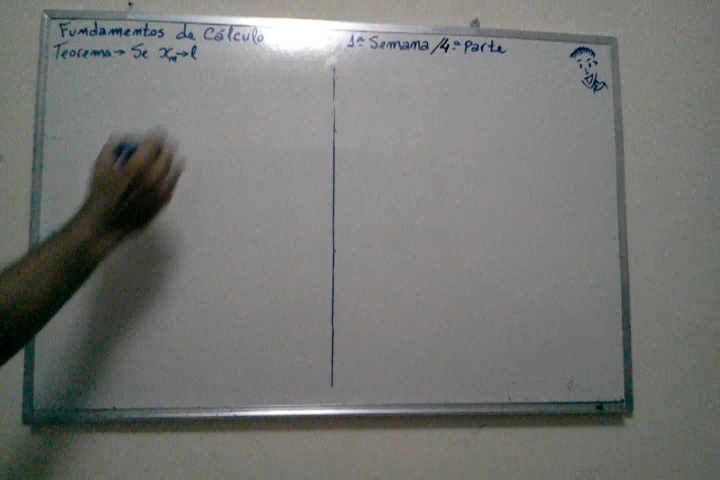 Fundamentos de Cálculo
1ª Semana/4ª Parte
Teorema→ Se xₙ→l